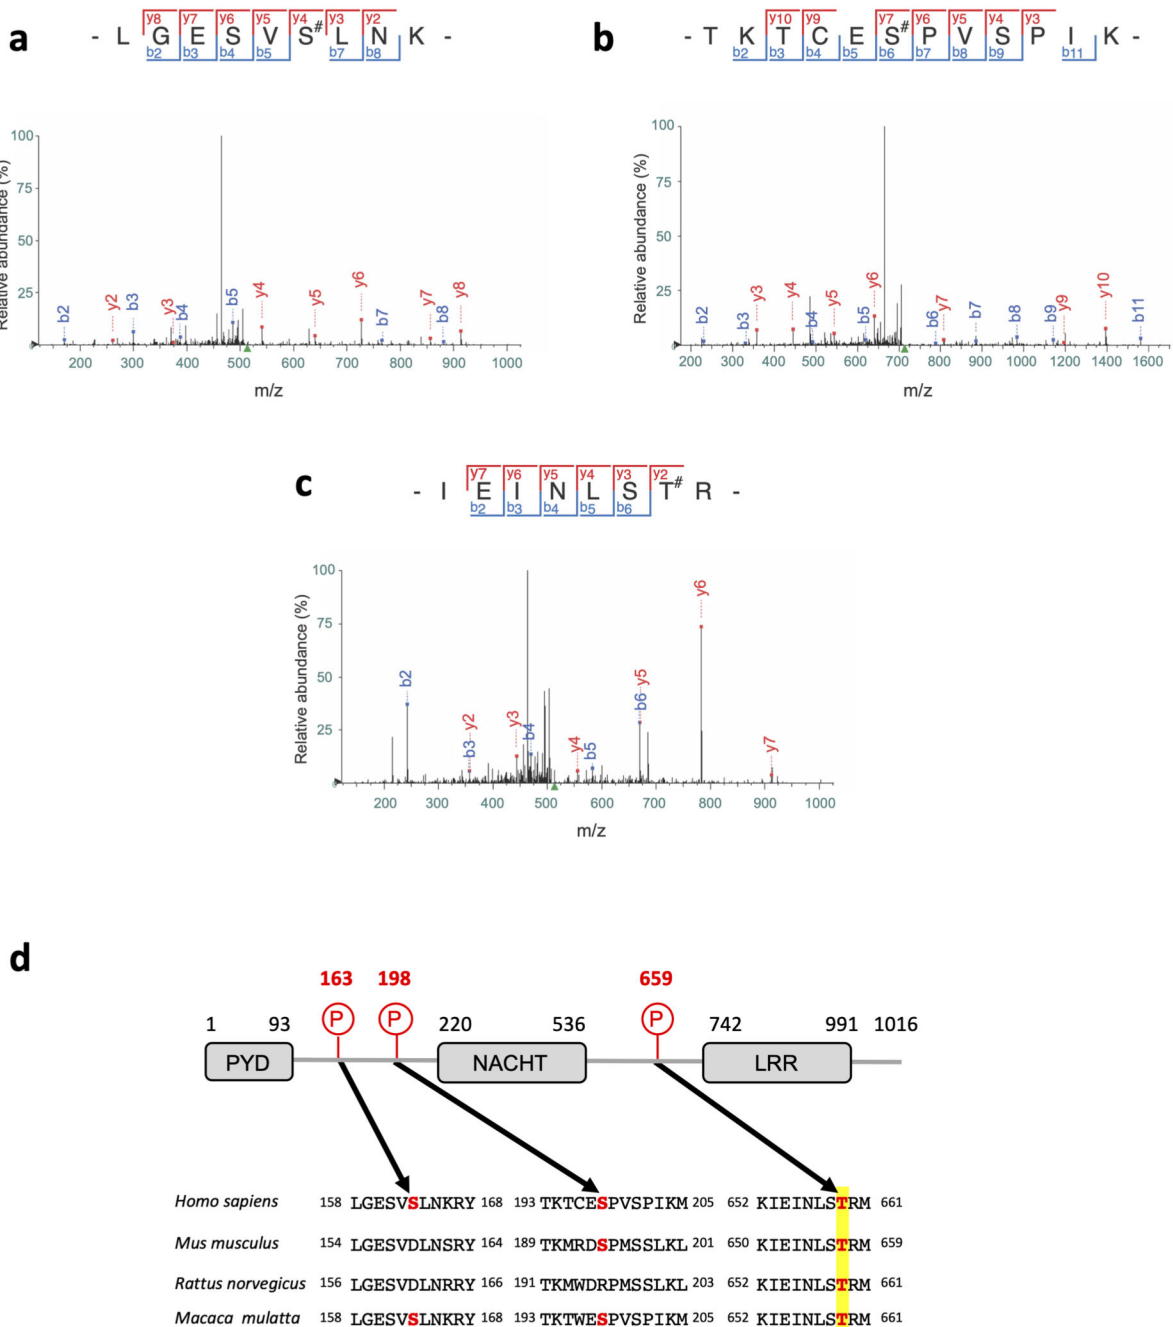 a
y8 y7 y6 y5 y4 y3 y2
- L G E S V S# L N K -
b2 b3 b4 b5 b7 b8
100
75
50
25
Relative abundance (%)
b2 y2 b3 y3 b4 b5 y4 y5 y6 b7 y7 b8 y8
200 300 400 500 600 700 800 900 1000
m/z
b
y10 y9 y7 y6 y5 y4 y3
- T K T C E S# P V S P I K -
b2 b3 b4 b5 b6 b7 b8 b9 b11
100
75
50
25
Relative abundance (%)
b2 b3 y3 y4 b4 y5 b5 y6 b6 y7 b7 b8 b9 y9 y10 b11
200 300 400 500 600 700 800 900 1000 1200 1400 1600
m/z
c
y7 y6 y5 y4 y3 y2
- I E I N L S T# R -
b2 b3 b4 b5 b6
100
75
50
25
Relative abundance (%)
b2 b3 y2 y3 b4 y4 b5 b6 y5 y6 y7
200 300 400 500 600 700 800 900 1000
m/z
d
163 198 659
P P P
1 93 220 536 742 991 1016
PYD NACHT LRR
Homo sapiens 158 LGESVSLNKRY 168 193 TKTCESPVSPIKM 205 652 KIEINLSTRM 661
Mus musculus 154 LGESVDLNSRY 164 189 TKMRDSPMSSLKL 201 650 KIEINLSTRM 659
Rattus norvegicus 156 LGESVDLNRRY 166 191 TKMWDRPMSSLKL 203 652 KIEINLSTRM 661
Macaca mulatta 158 LGESVSLNKRY 168 193 TKTWESPVSPIKM 205 652 KIEINLSTRM 661